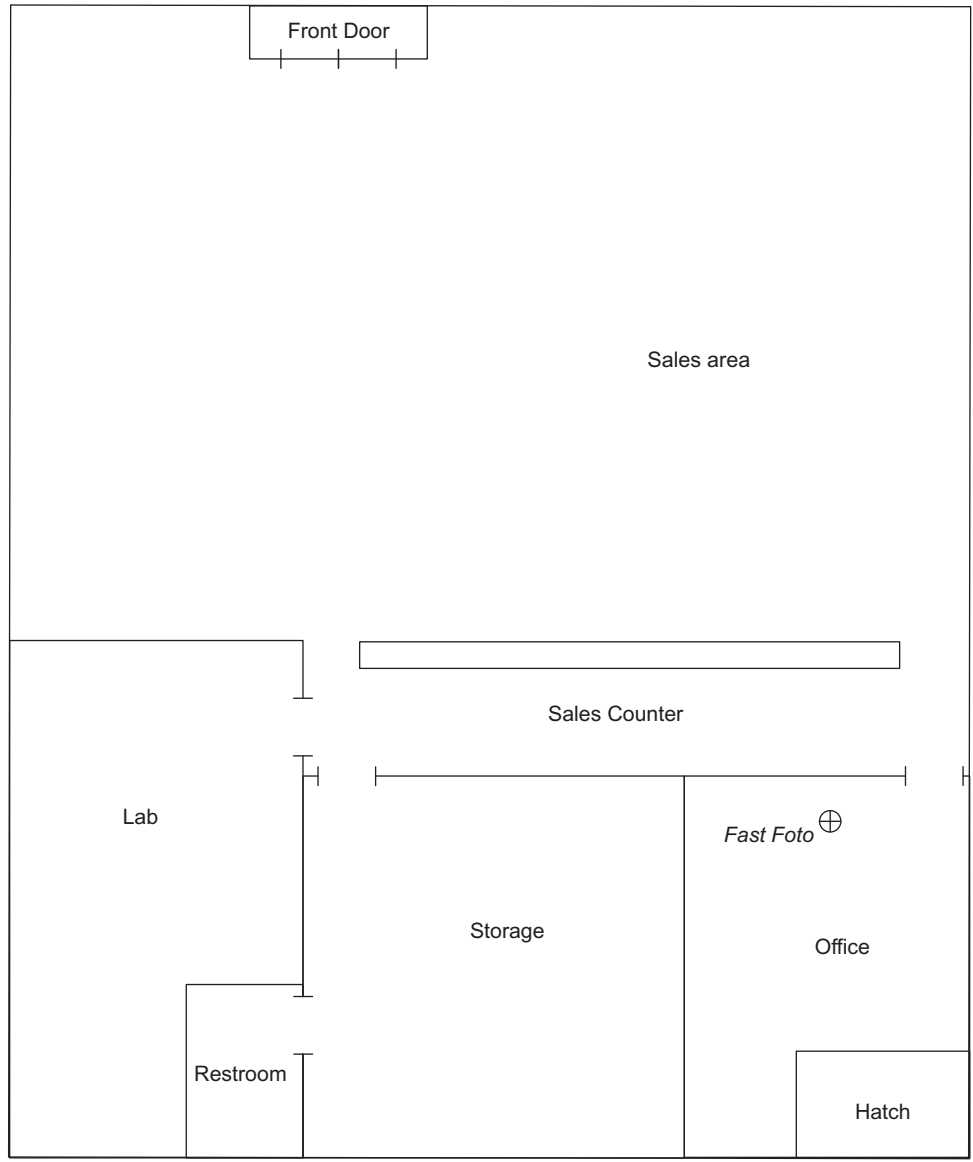 Front Door
Sales area
Sales Counter
Lab
Fast Foto
Storage
Office
Restroom
Hatch